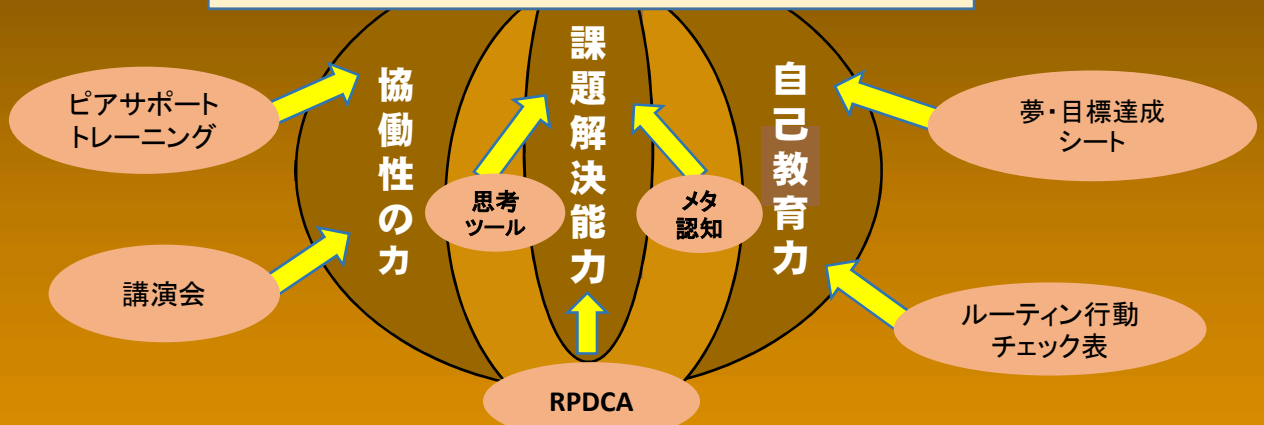 ピアサポート
トレーニング
講演会
協働性の力
思考
ツール
課題解決能力
メタ
認知
自己教育力
夢・目標達成
シート
ルーティン行動
チェック表
RPDCA